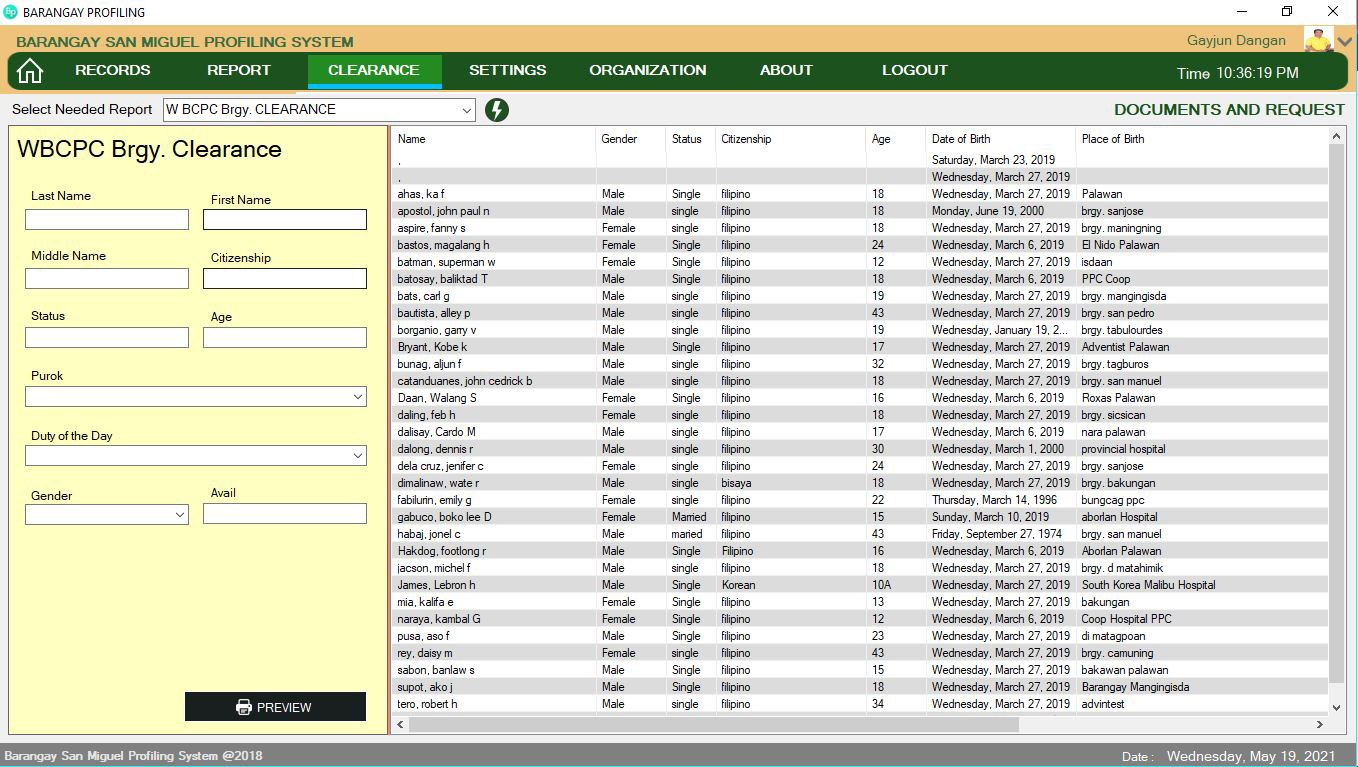 Bp BARANGAY PROFILING
BARANGAY SAN MIGUEL PROFILING SYSTEM Gayjun Dangan
RECORDS REPORT CLEARANCE SETTINGS ORGANIZATION ABOUT LOGOUT Time 10:36:19 PM
Select Needed Report W BCPC Brgy. CLEARANCE DOCUMENTS AND REQUEST
WBCPC Brgy. Clearance
Last Name First Name
Middle Name Citizenship
Status Age
Purok
Duty of the Day
Gender Avail
PREVIEW
Name Gender Status Citizenship Age Date of Birth Place of Birth
, Saturday, March 23, 2019
, Wednesday, March 27, 2019
ahas, ka f Male Single filipino 18 Wednesday, March 27, 2019 Palawan
apostol, john paul n Male single filipino 18 Monday, June 19, 2000 brgy. sanjose
aspire, fanny s Female single filipino 18 Wednesday, March 27, 2019 brgy. maningning
bastos, magalang h Female Single filipino 24 Wednesday, March 6, 2019 El Nido Palawan
batman, superman w Female Single filipino 12 Wednesday, March 27, 2019 isdaan
batosay, baliktad T Male Single filipino 18 Wednesday, March 6, 2019 PPC Coop
bats, carl g Male single filipino 19 Wednesday, March 27, 2019 brgy. mangingisda
bautista, alley p Male single filipino 43 Wednesday, March 27, 2019 brgy. san pedro
borganio, garry v Male single filipino 19 Wednesday, January 19, 2... brgy. tabulourdes
Bryant, Kobe k Male Single filipino 17 Wednesday, March 27, 2019 Adventist Palawan
bunag, aljun f Male single filipino 32 Wednesday, March 27, 2019 brgy. tagburos
catanduanes, john cedrick b Male single filipino 18 Wednesday, March 27, 2019 brgy. san manuel
Daan, Walang S Female Single filipino 16 Wednesday, March 6, 2019 Roxas Palawan
daling, feb h Female single filipino 18 Wednesday, March 27, 2019 brgy. sicsican
dalisay, Cardo M Male Single filipino 17 Wednesday, March 6, 2019 nara palawan
dalong, dennis r Male single filipino 30 Wednesday, March 1, 2000 provincial hospital
dela cruz, jenifer c Female single filipino 24 Wednesday, March 27, 2019 brgy. sanjose
dimalinaw, wate r Male single bisaya 18 Wednesday, March 27, 2019 brgy. bakungan
fabilurin, emily g Female single filipino 22 Thursday, March 14, 1996 bungcag ppc
gabuco, boko lee D Female Married filipino 15 Sunday, March 10, 2019 aborlan Hospital
habaj, jonel c Male maried filipino 43 Friday, September 27, 1974 brgy. san manuel
Hakdog, footlong r Male Single Filipino 16 Wednesday, March 6, 2019 Aborlan Palawan
jacson, michel f Male single filipino 18 Wednesday, March 27, 2019 brgy. d matahimik
James, Lebron h Male Single Korean 10A Wednesday, March 27, 2019 South Korea Malibu Hospital
mia, kalifa e Female Single filipino 13 Wednesday, March 27, 2019 bakungan
naraya, kambal G Female Single filipino 12 Wednesday, March 6, 2019 Coop Hospital PPC
pusa, aso f Male Single filipino 23 Wednesday, March 27, 2019 di matagpoan
rey, daisy m Female single filipino 43 Wednesday, March 27, 2019 brgy. camuning
sabon, banlaw s Male Single filipino 15 Wednesday, March 27, 2019 bakawan palawan
supot, ako j Male Single filipino 18 Wednesday, March 27, 2019 Barangay Mangingisda
tero, robert h Male single filipino 34 Wednesday, March 27, 2019 advintest
Barangay San Miguel Profiling System @2018 Date : Wednesday, May 19, 2021